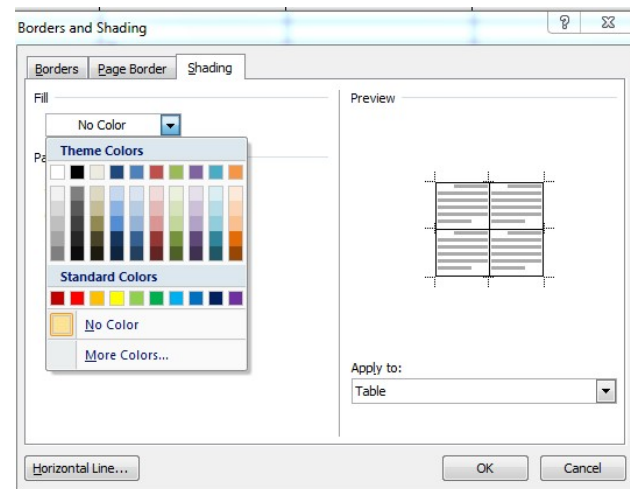 Borders and Shading
Borders Page Border Shading
Fill
No Color
Pa
Theme Colors
Standard Colors
No Color
More Colors...
Preview
Apply to:
Table
Horizontal Line...
OK Cancel